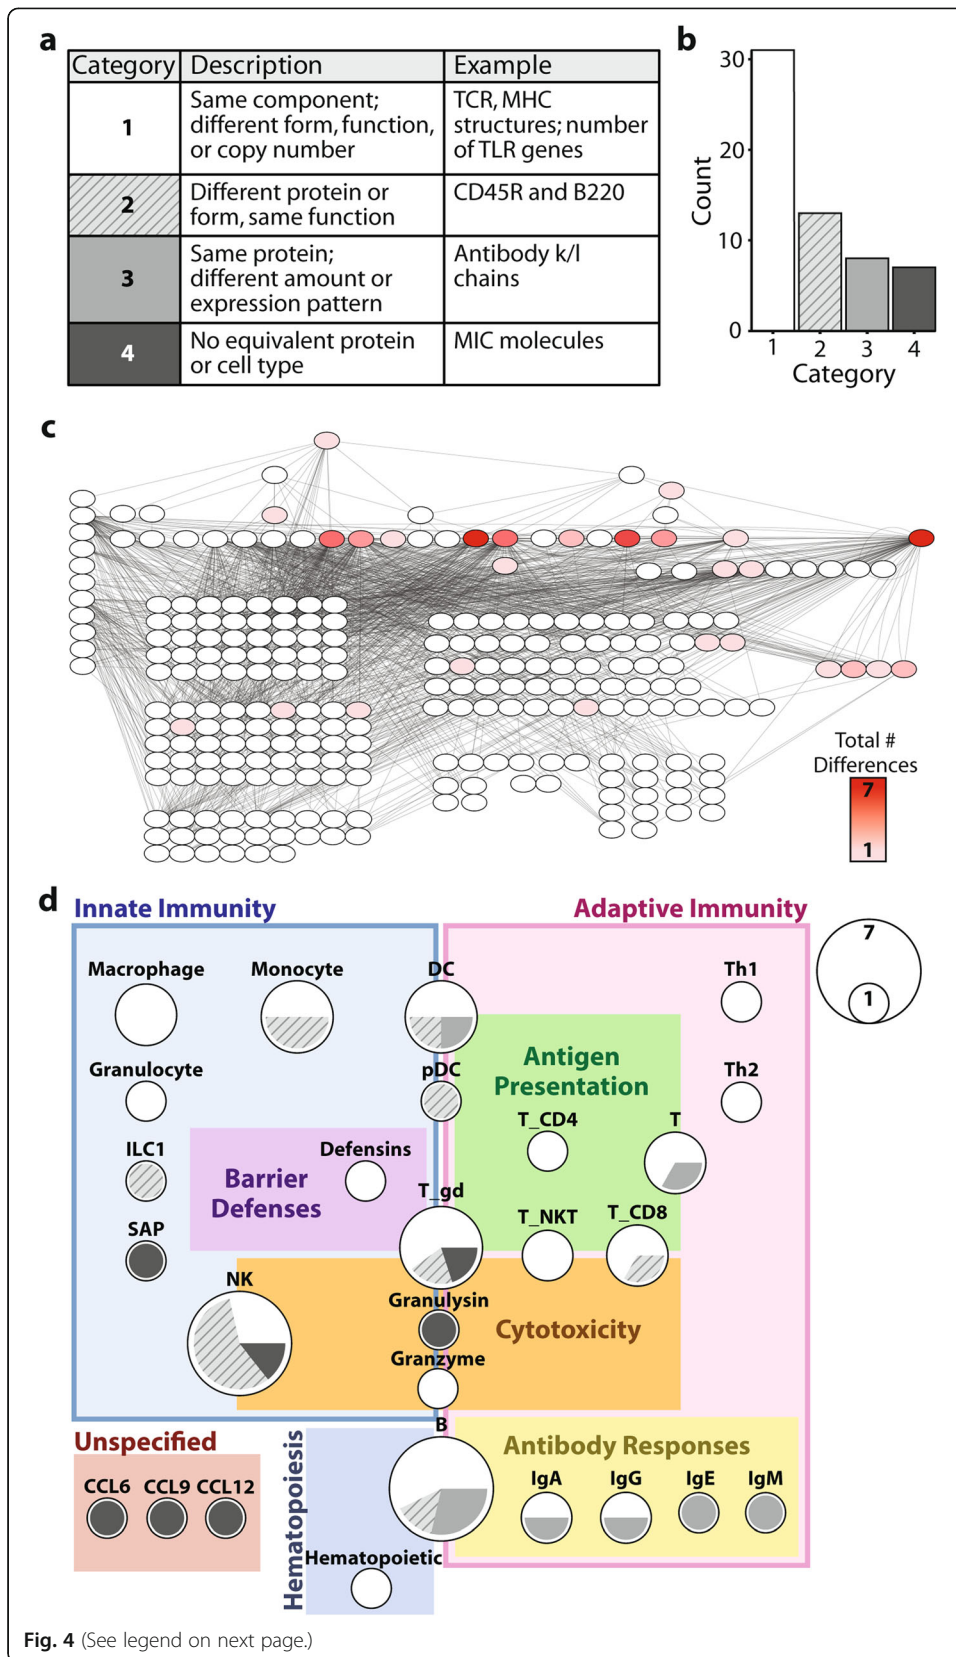 a
Category Description Example
1
Same component;
different form, function,
or copy number
TCR, MHC
structures; number
of TLR genes
2
Different protein or
form, same function
CD45R and B220
3
Same protein;
different amount or
expression pattern
Antibody k/l
chains
4
No equivalent protein
or cell type
MIC molecules
b
30
20
10
0
Count
1 2 3 4
Category
c
Total #
Differences
7
1
d
Innate Immunity
Adaptive Immunity
7
1
Macrophage
Monocyte
DC
Th1
Granulocyte
pDC
Antigen
Presentation
Th2
ILC1
Defensins
T_CD4
T
Barrier
Defenses
T_gd
T_NKT
T_CD8
SAP
NK
Granulysin
Cytotoxicity
Granzyme
Unspecified
CCL6 CCL9 CCL12
Hematopoiesis
B
Antibody Responses
IgA IgG IgE IgM
Hematopoietic
Fig. 4 (See legend on next page.)